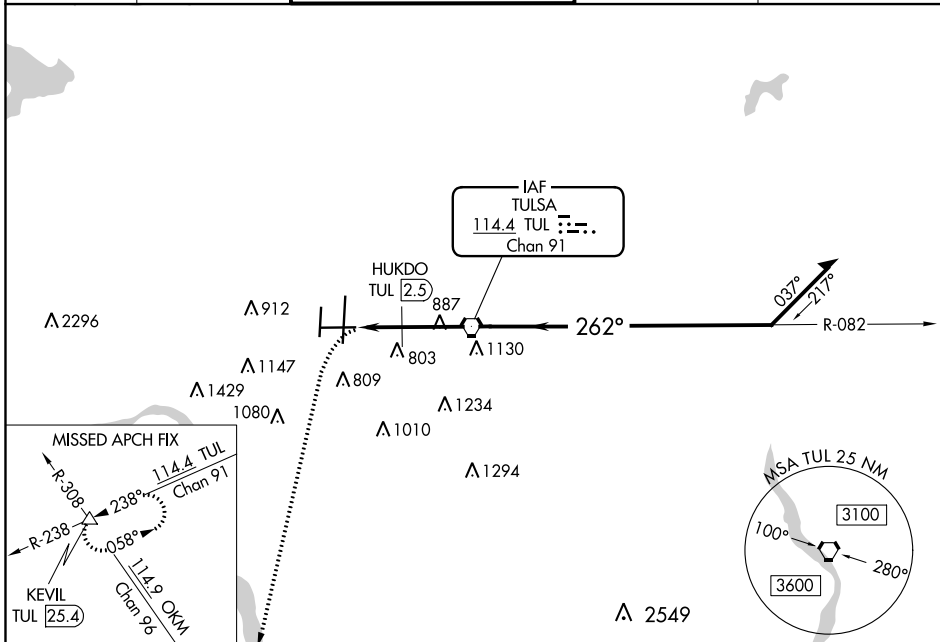 IAF
TULSA
114.4 TUL
Chan 91
HUKDO
TUL 2.5
887
912
2296
037°
217°
262°
R-082
803
1130
1147
809
1429
1234
1080
1010
1294
MISSED APCH FIX
R-308
114.4 TUL
Chan 91
238°
R-238
058°
114.9 OKM
Chan 96
KEVIL
TUL 25.4
MSA TUL 25 NM
3100
100°
280°
3600
2549